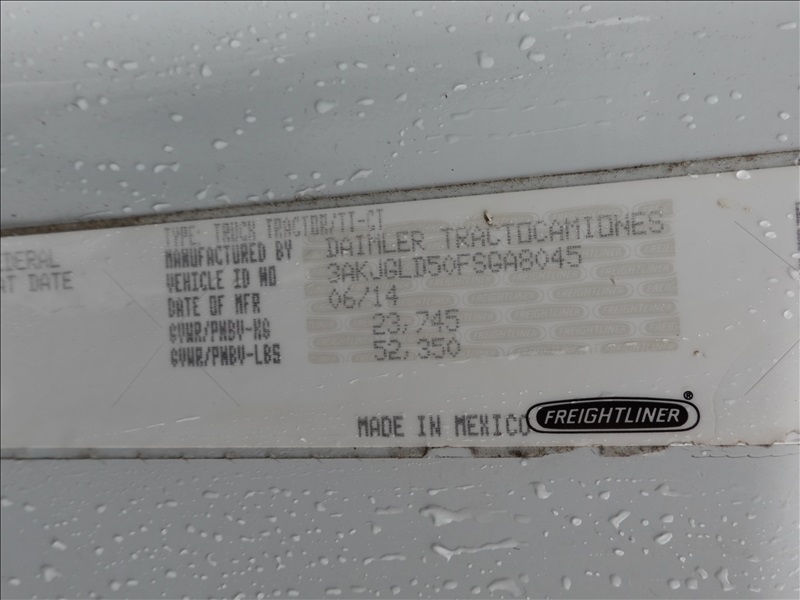 TYPE: TRUCK TRACTOR/TT-CT
MANUFACTURED BY DAIMLER TRACTOCAMIONES
VEHICLE ID NO 3AKJGLD50FSGA8045
DATE OF MFR 06/14
GVWR/PNBV-KG 23,745
GVWR/PNBV-LBS 52,350
MADE IN MEXICO FREIGHTLINER®
AT DATE